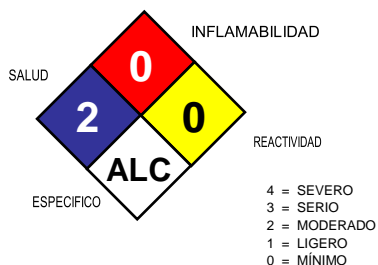 INFLAMABILIDAD
0
SALUD
2
0
REACTIVIDAD
ALC
ESPECIFICO
4 = SEVERO
3 = SERIO
2 = MODERADO
1 = LIGERO
0 = MÍNIMO